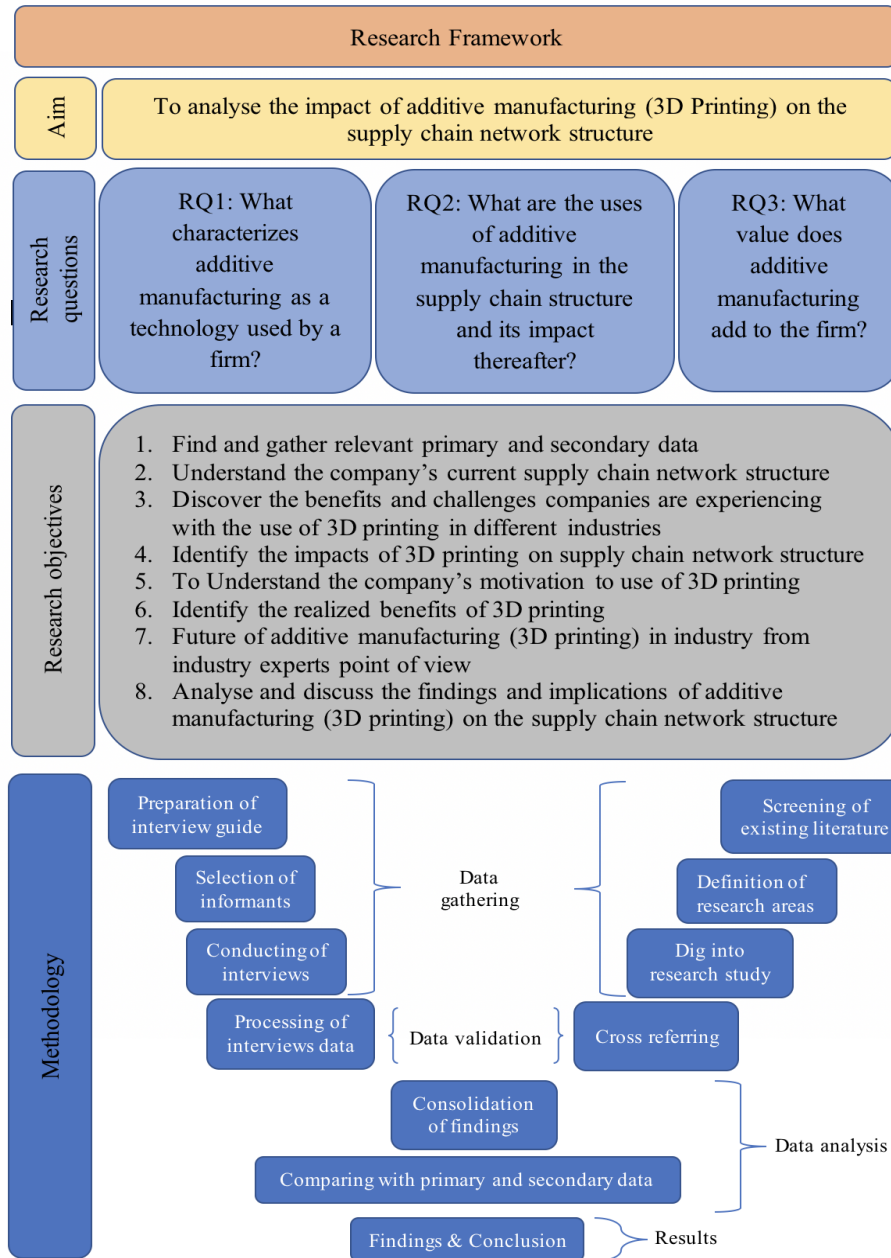 Research Framework
Aim
To analyse the impact of additive manufacturing (3D Printing) on the
supply chain network structure
Research
questions
RQ1: What
characterizes
additive
manufacturing as a
technology used by a
firm?
RQ2: What are the uses
of additive
manufacturing in the
supply chain structure
and its impact
thereafter?
RQ3: What
value does
additive
manufacturing
add to the firm?
Research objectives
1. Find and gather relevant primary and secondary data
2. Understand the company's current supply chain network structure
3. Discover the benefits and challenges companies are experiencing
with the use of 3D printing in different industries
4. Identify the impacts of 3D printing on supply chain network structure
5. To Understand the company's motivation to use of 3D printing
6. Identify the realized benefits of 3D printing
7. Future of additive manufacturing (3D printing) in industry from
industry experts point of view
8. Analyse and discuss the findings and implications of additive
manufacturing (3D printing) on the supply chain network structure
Methodology
Preparation of
interview guide
Selection of
informants
Conducting of
interviews
Processing of
interviews data
Data
gathering
Screening of
existing literature
Definition of
research areas
Dig into
research study
Data validation
Cross referring
Consolidation
of findings
Comparing with primary and secondary data
Data analysis
Findings & Conclusion
Results